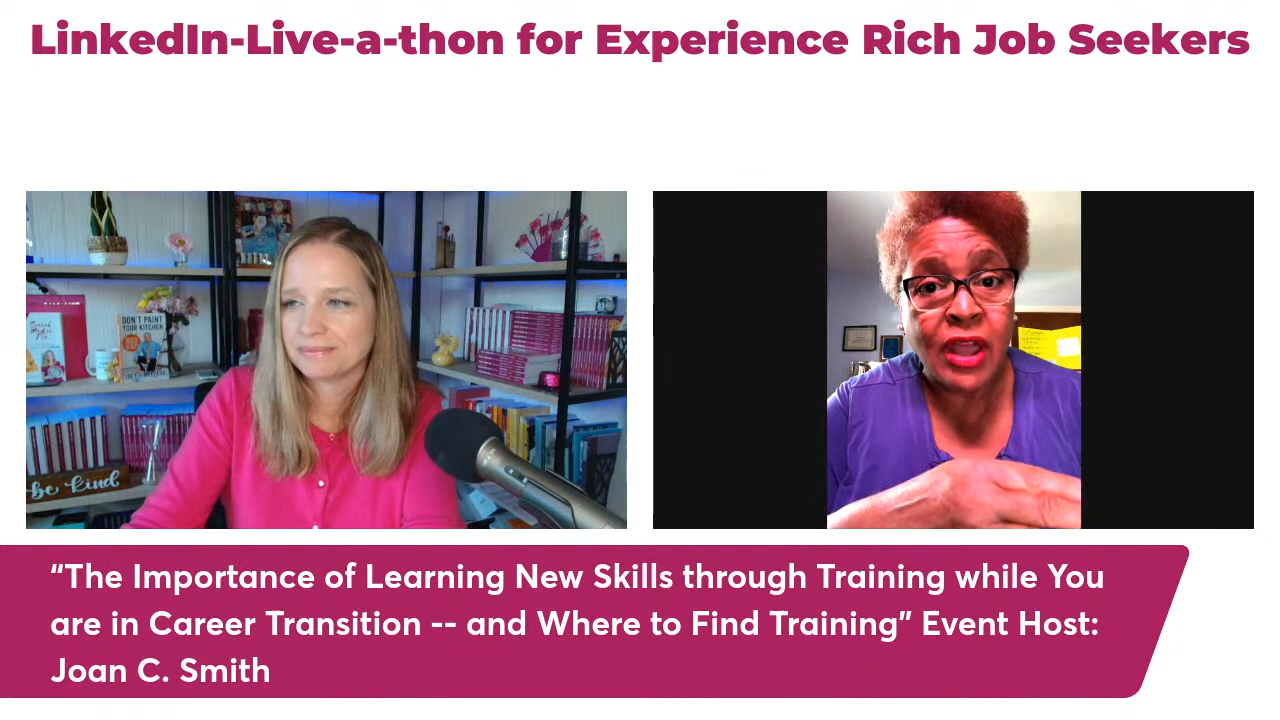 LinkedIn-Live-a-thon for Experience Rich Job Seekers
DON'T PAINT
YOUR KITCHEN
be kind
“The Importance of Learning New Skills through Training while You
are in Career Transition -- and Where to Find Training” Event Host:
Joan C. Smith